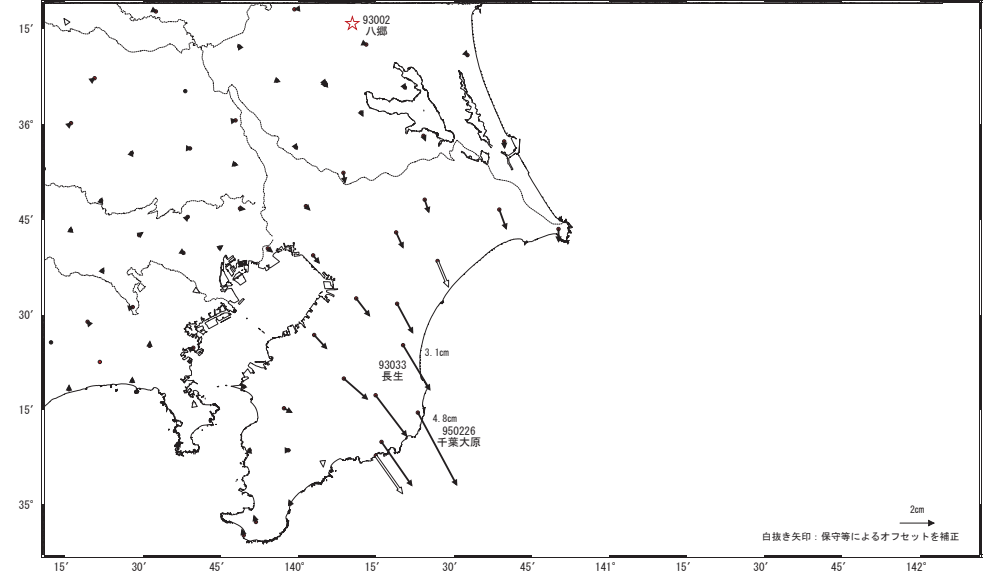 15′
93002
八郷
36°
45′
30′
3.1cm
93033
長生
15′
4.8cm
950226
千葉大原
35°
2cm
白抜き矢印：保守等によるオフセットを補正
15′ 30′ 45′ 140° 15′ 30′ 45′ 141° 15′ 30′ 45′ 142°